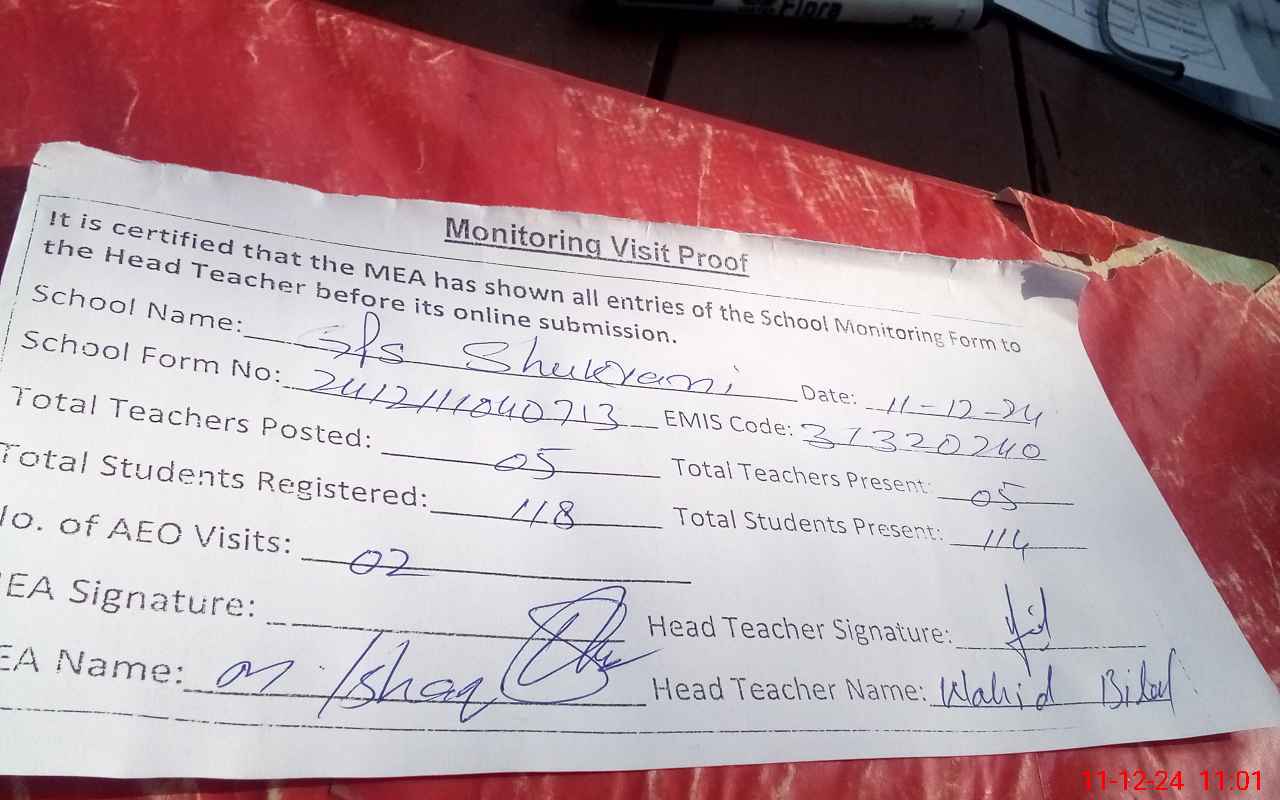 Flora
Monitoring Visit Proof
It is certified that the MEA has shown all entries of the School Monitoring Form to
the Head Teacher before its online submission.
School Name: Shukrani Date: 11-12-24
School Form No: 2412111040713 EMIS Code: 31320240
Total Teachers Posted: 05 Total Teachers Present: 05
Total Students Registered: 118 Total Students Present: 114
No. of AEO Visits: 02
EA Signature: Head Teacher Signature:
EA Name: M. Ishaq Head Teacher Name: Wahid Bilal
11-12-24 11:01